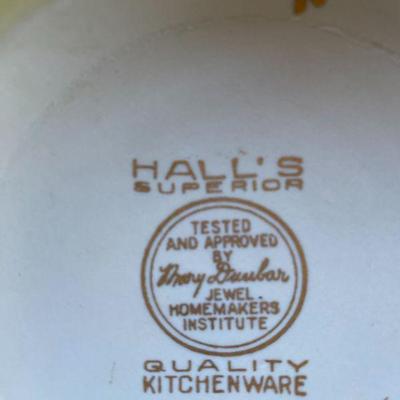 HALL'S
SUPERIOR
TESTED
AND APPROVED
BY
Mary Dunbar
JEWEL
HOMEMAKERS
INSTITUTE
QUALITY
KITCHENWARE